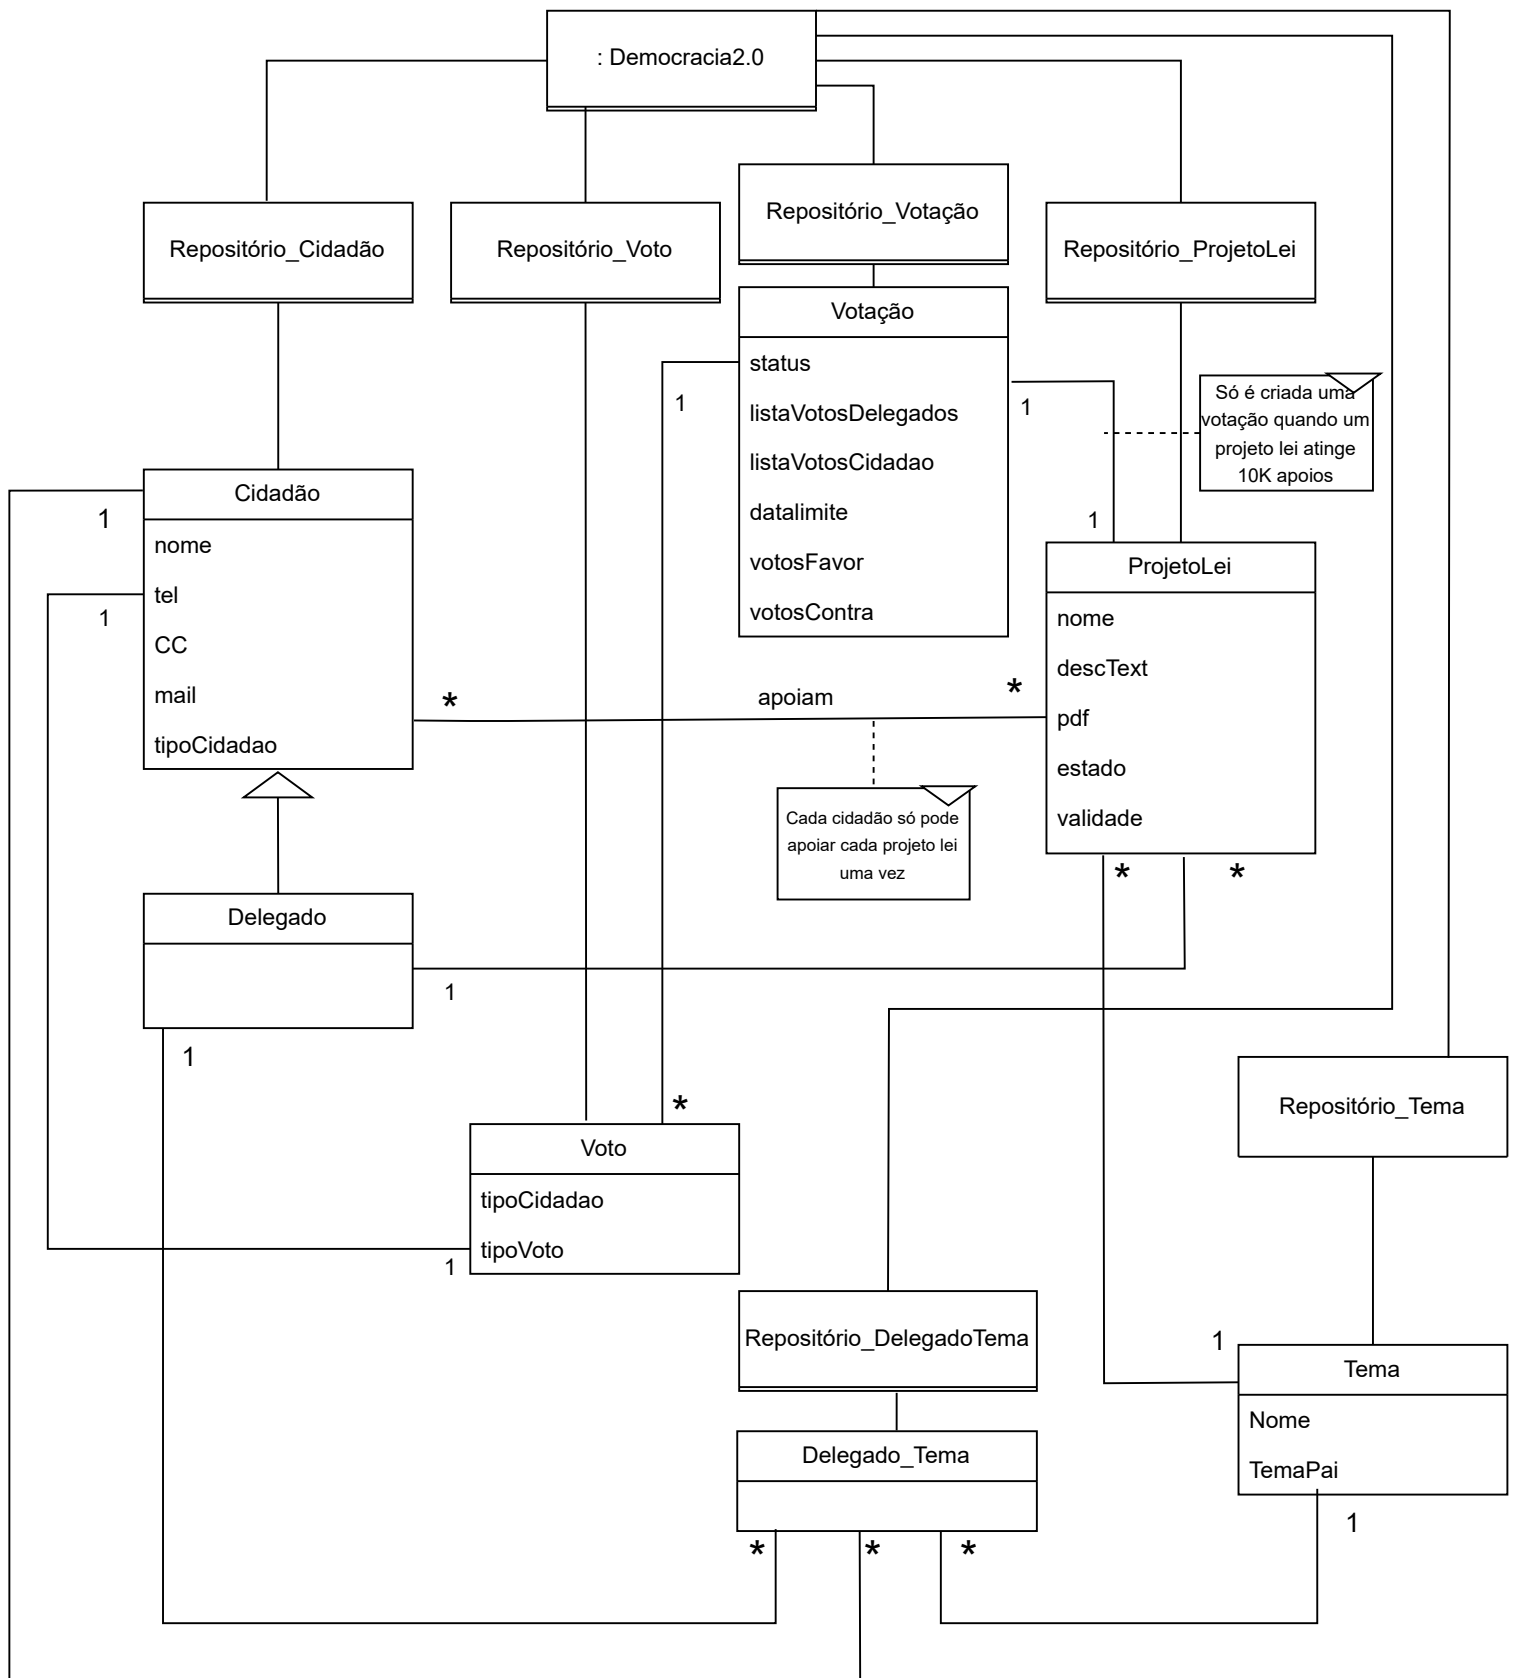 : Democracia2.0
Repositório_Cidadão
Repositório_Voto
Repositório_Votação
Repositório_ProjetoLei
Votação
status
listaVotosDelegados
listaVotosCidadao
datalimite
votosFavor
votosContra
1
1
1
Só é criada uma
votação quando um
projeto lei atinge
10K apoios
Cidadão
nome
tel
CC
mail
tipoCidadao
1
1
ProjetoLei
nome
descText
pdf
estado
validade
*
apoiam
*
Cada cidadão só pode
apoiar cada projeto lei
uma vez
*
*
Delegado
1
1
*
Repositório_Tema
Voto
tipoCidadao
tipoVoto
1
Repositório_DelegadoTema
1
Tema
Nome
TemaPai
Delegado_Tema
1
*
*
*